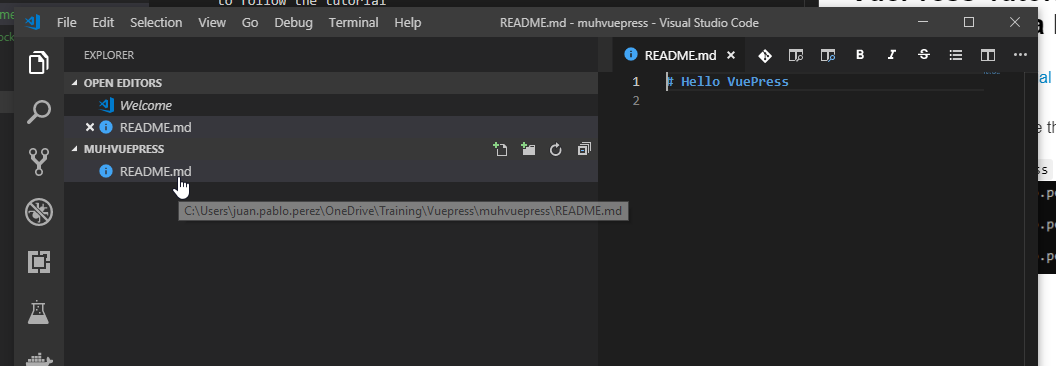 to follow the tutorial
File Edit Selection View Go Debug Terminal Help README.md - muhvuepress - Visual Studio Code
EXPLORER
README.md
OPEN EDITORS
Welcome
README.md
MUHVUEPRESS
README.md
C:\Users\juan.pablo.perez\OneDrive\Training\Vuepress\muhvuepress\README.md
1 # Hello VuePress
2